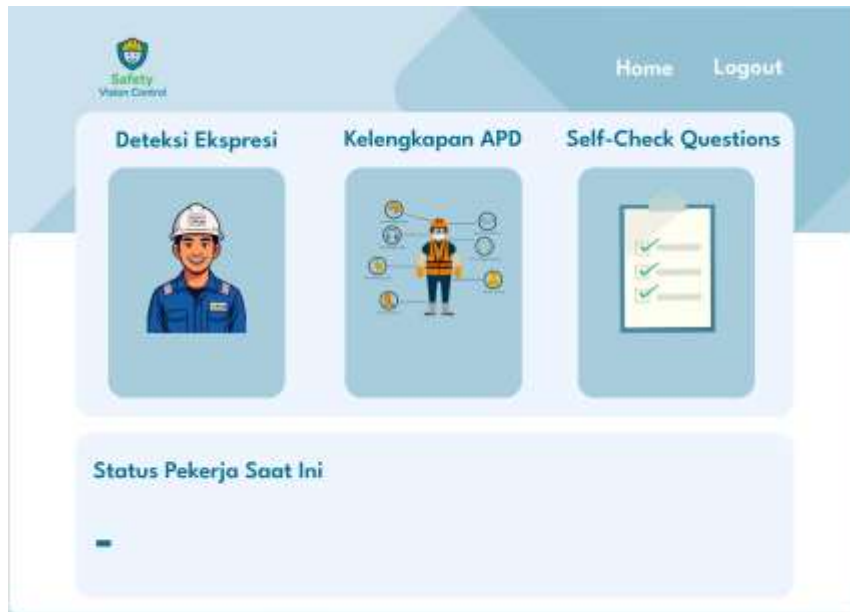 Safety
Vision Control
Home
Logout
Deteksi Ekspresi
Kelengkapan APD
Self-Check Questions
Status Pekerja Saat Ini
-